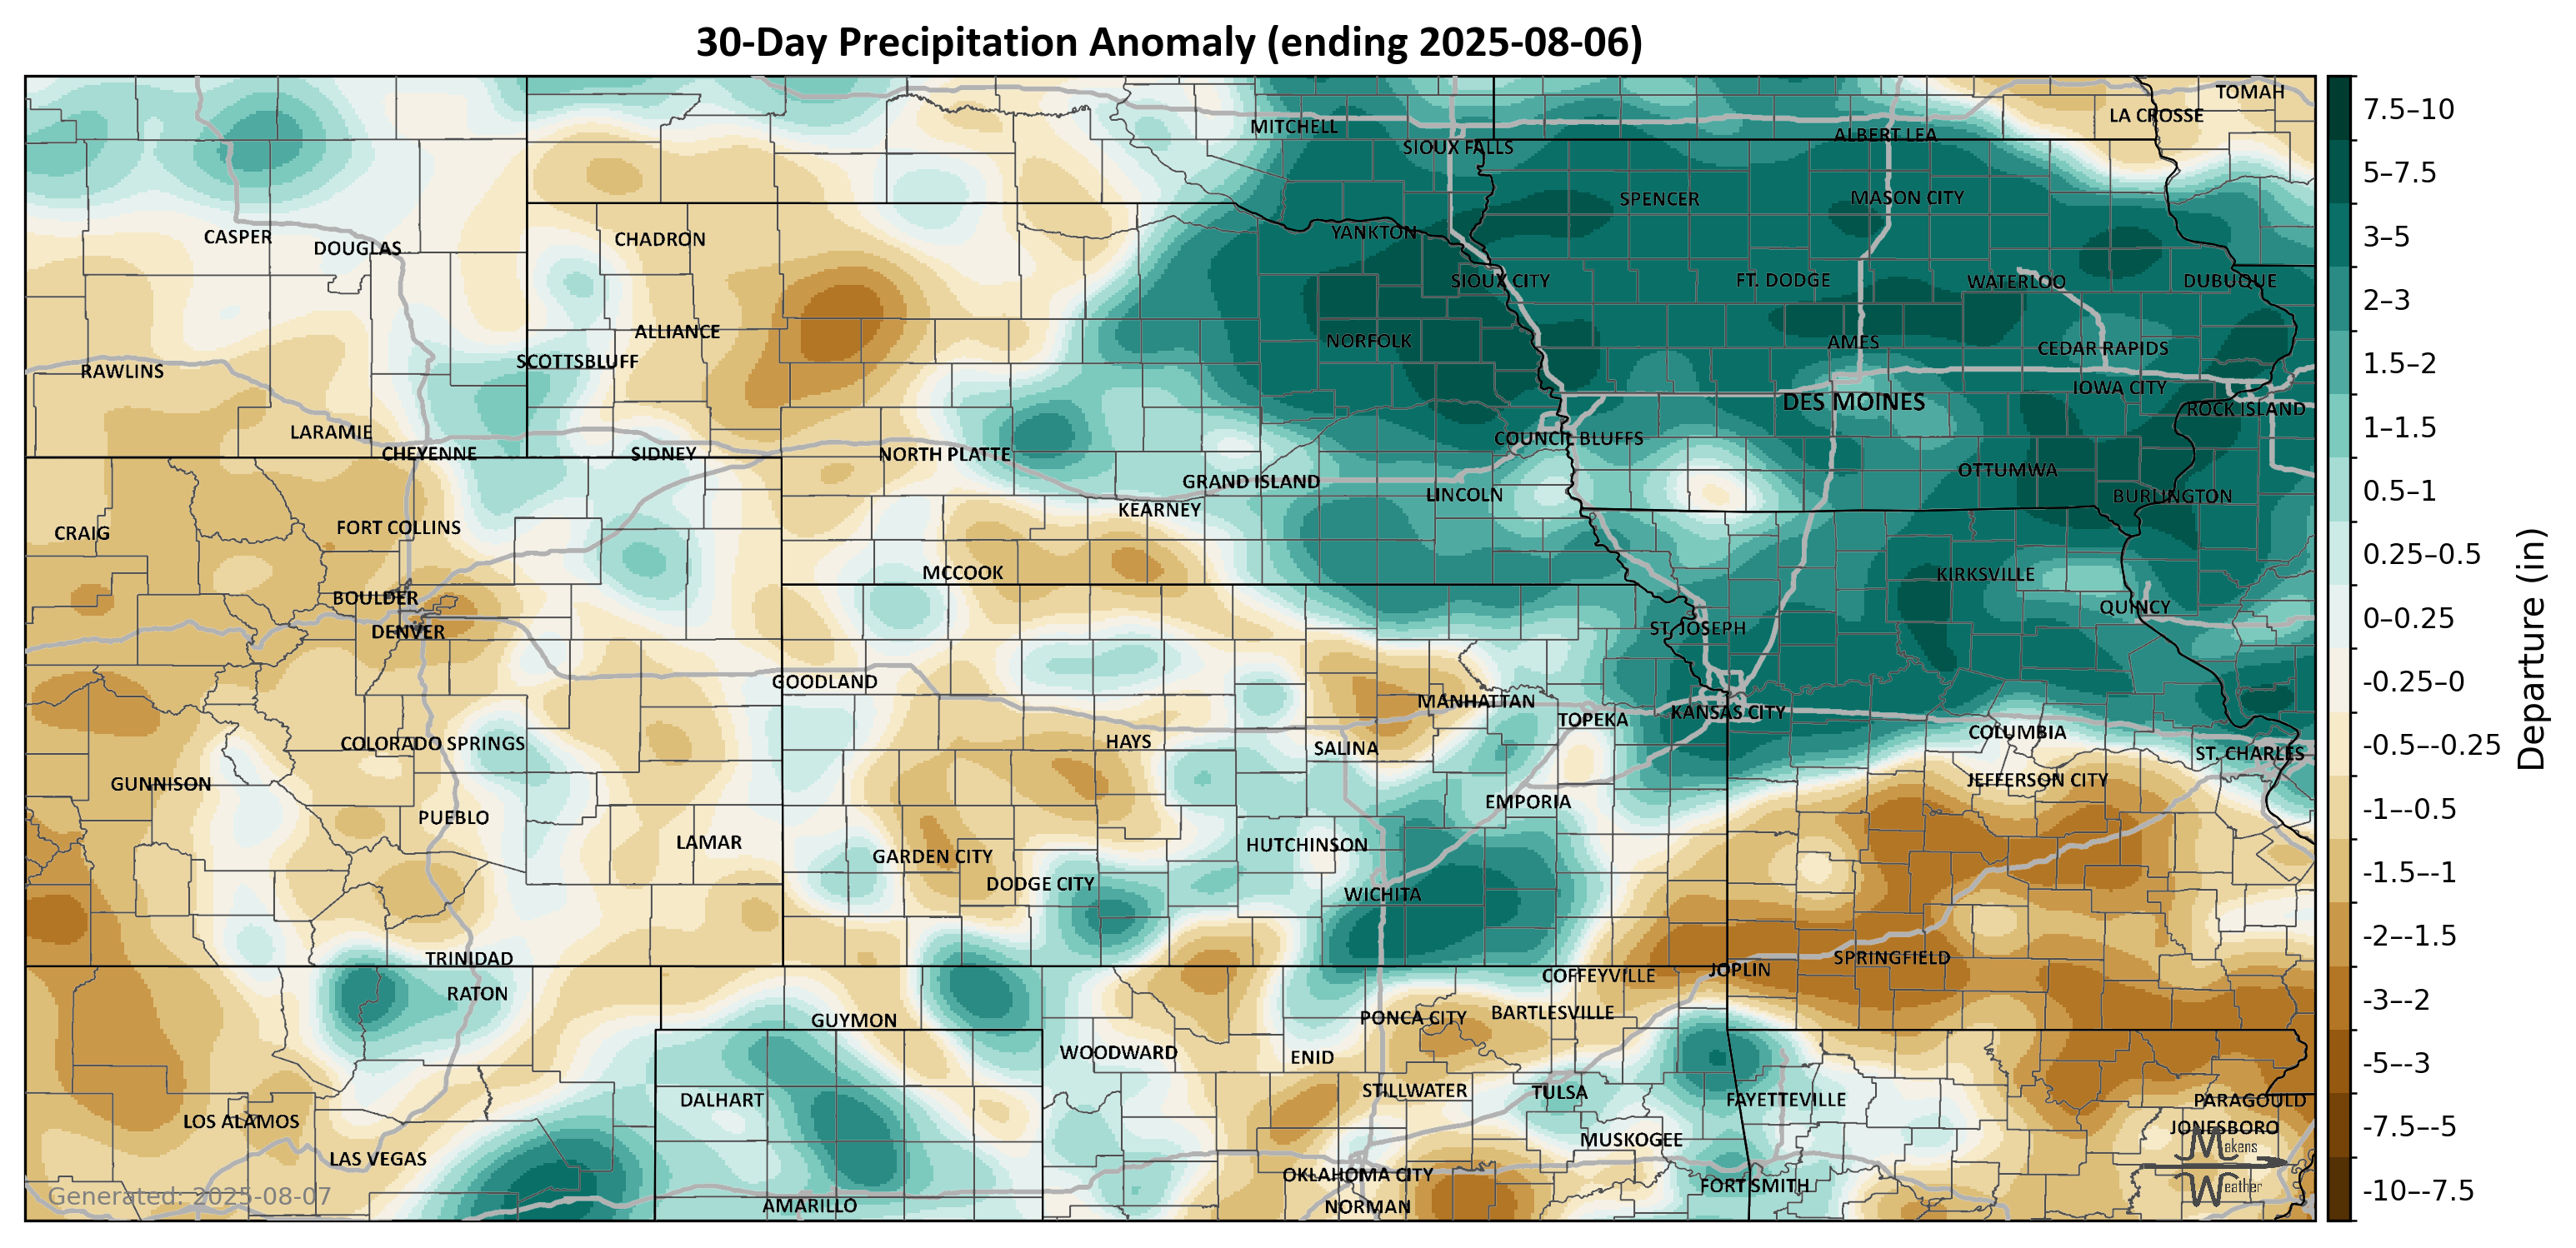 30-Day Precipitation Anomaly (ending 2025-08-06)
TOMAH
LA CROSSE
MITCHELL
ALBERT LEA
SIOUX FALLS
SPENCER
MASON CITY
YANKTON
CASPER
DOUGLAS
CHADRON
SIOUX CITY
FT. DODGE
WATERLOO
DUBUQUE
ALLIANCE
NORFOLK
AMES
CEDAR RAPIDS
SCOTTSBLUFF
RAWLINS
IOWA CITY
DES MOINES
ROCK ISLAND
LARAMIE
COUNCIL BLUFFS
CHEYENNE
SIDNEY
NORTH PLATTE
OTTUMWA
GRAND ISLAND
LINCOLN
BURLINGTON
KEARNEY
CRAIG
FORT COLLINS
MCCOOK
KIRKSVILLE
BOULDER
QUINCY
DENVER
ST. JOSEPH
GOODLAND
MANHATTAN
KANSAS CITY
TOPEKA
COLUMBIA
COLORADO SPRINGS
HAYS
SALINA
ST. CHARLES
GUNNISON
JEFFERSON CITY
EMPORIA
PUEBLO
LAMAR
HUTCHINSON
GARDEN CITY
DODGE CITY
WICHITA
TRINIDAD
SPRINGFIELD
JOPLIN
COFFEYVILLE
RATON
BARTLESVILLE
PONCA CITY
GUYMON
WOODWARD
ENID
STILLWATER
TULSA
DALHART
FAYETTEVILLE
PARAGOULD
LOS ALAMOS
JONESBORO
MUSKOGEE
LAS VEGAS
OKLAHOMA CITY
FORT SMITH
AMARILLO
NORMAN
Generated: 2025-08-07
Makens
Weather
7.5–10
5–7.5
3–5
2–3
1.5–2
1–1.5
0.5–1
0.25–0.5
0–0.25
-0.25–0
-0.5–-0.25
-1–-0.5
-1.5–-1
-2–-1.5
-3–-2
-5–-3
-7.5–-5
-10–-7.5
Departure (in)